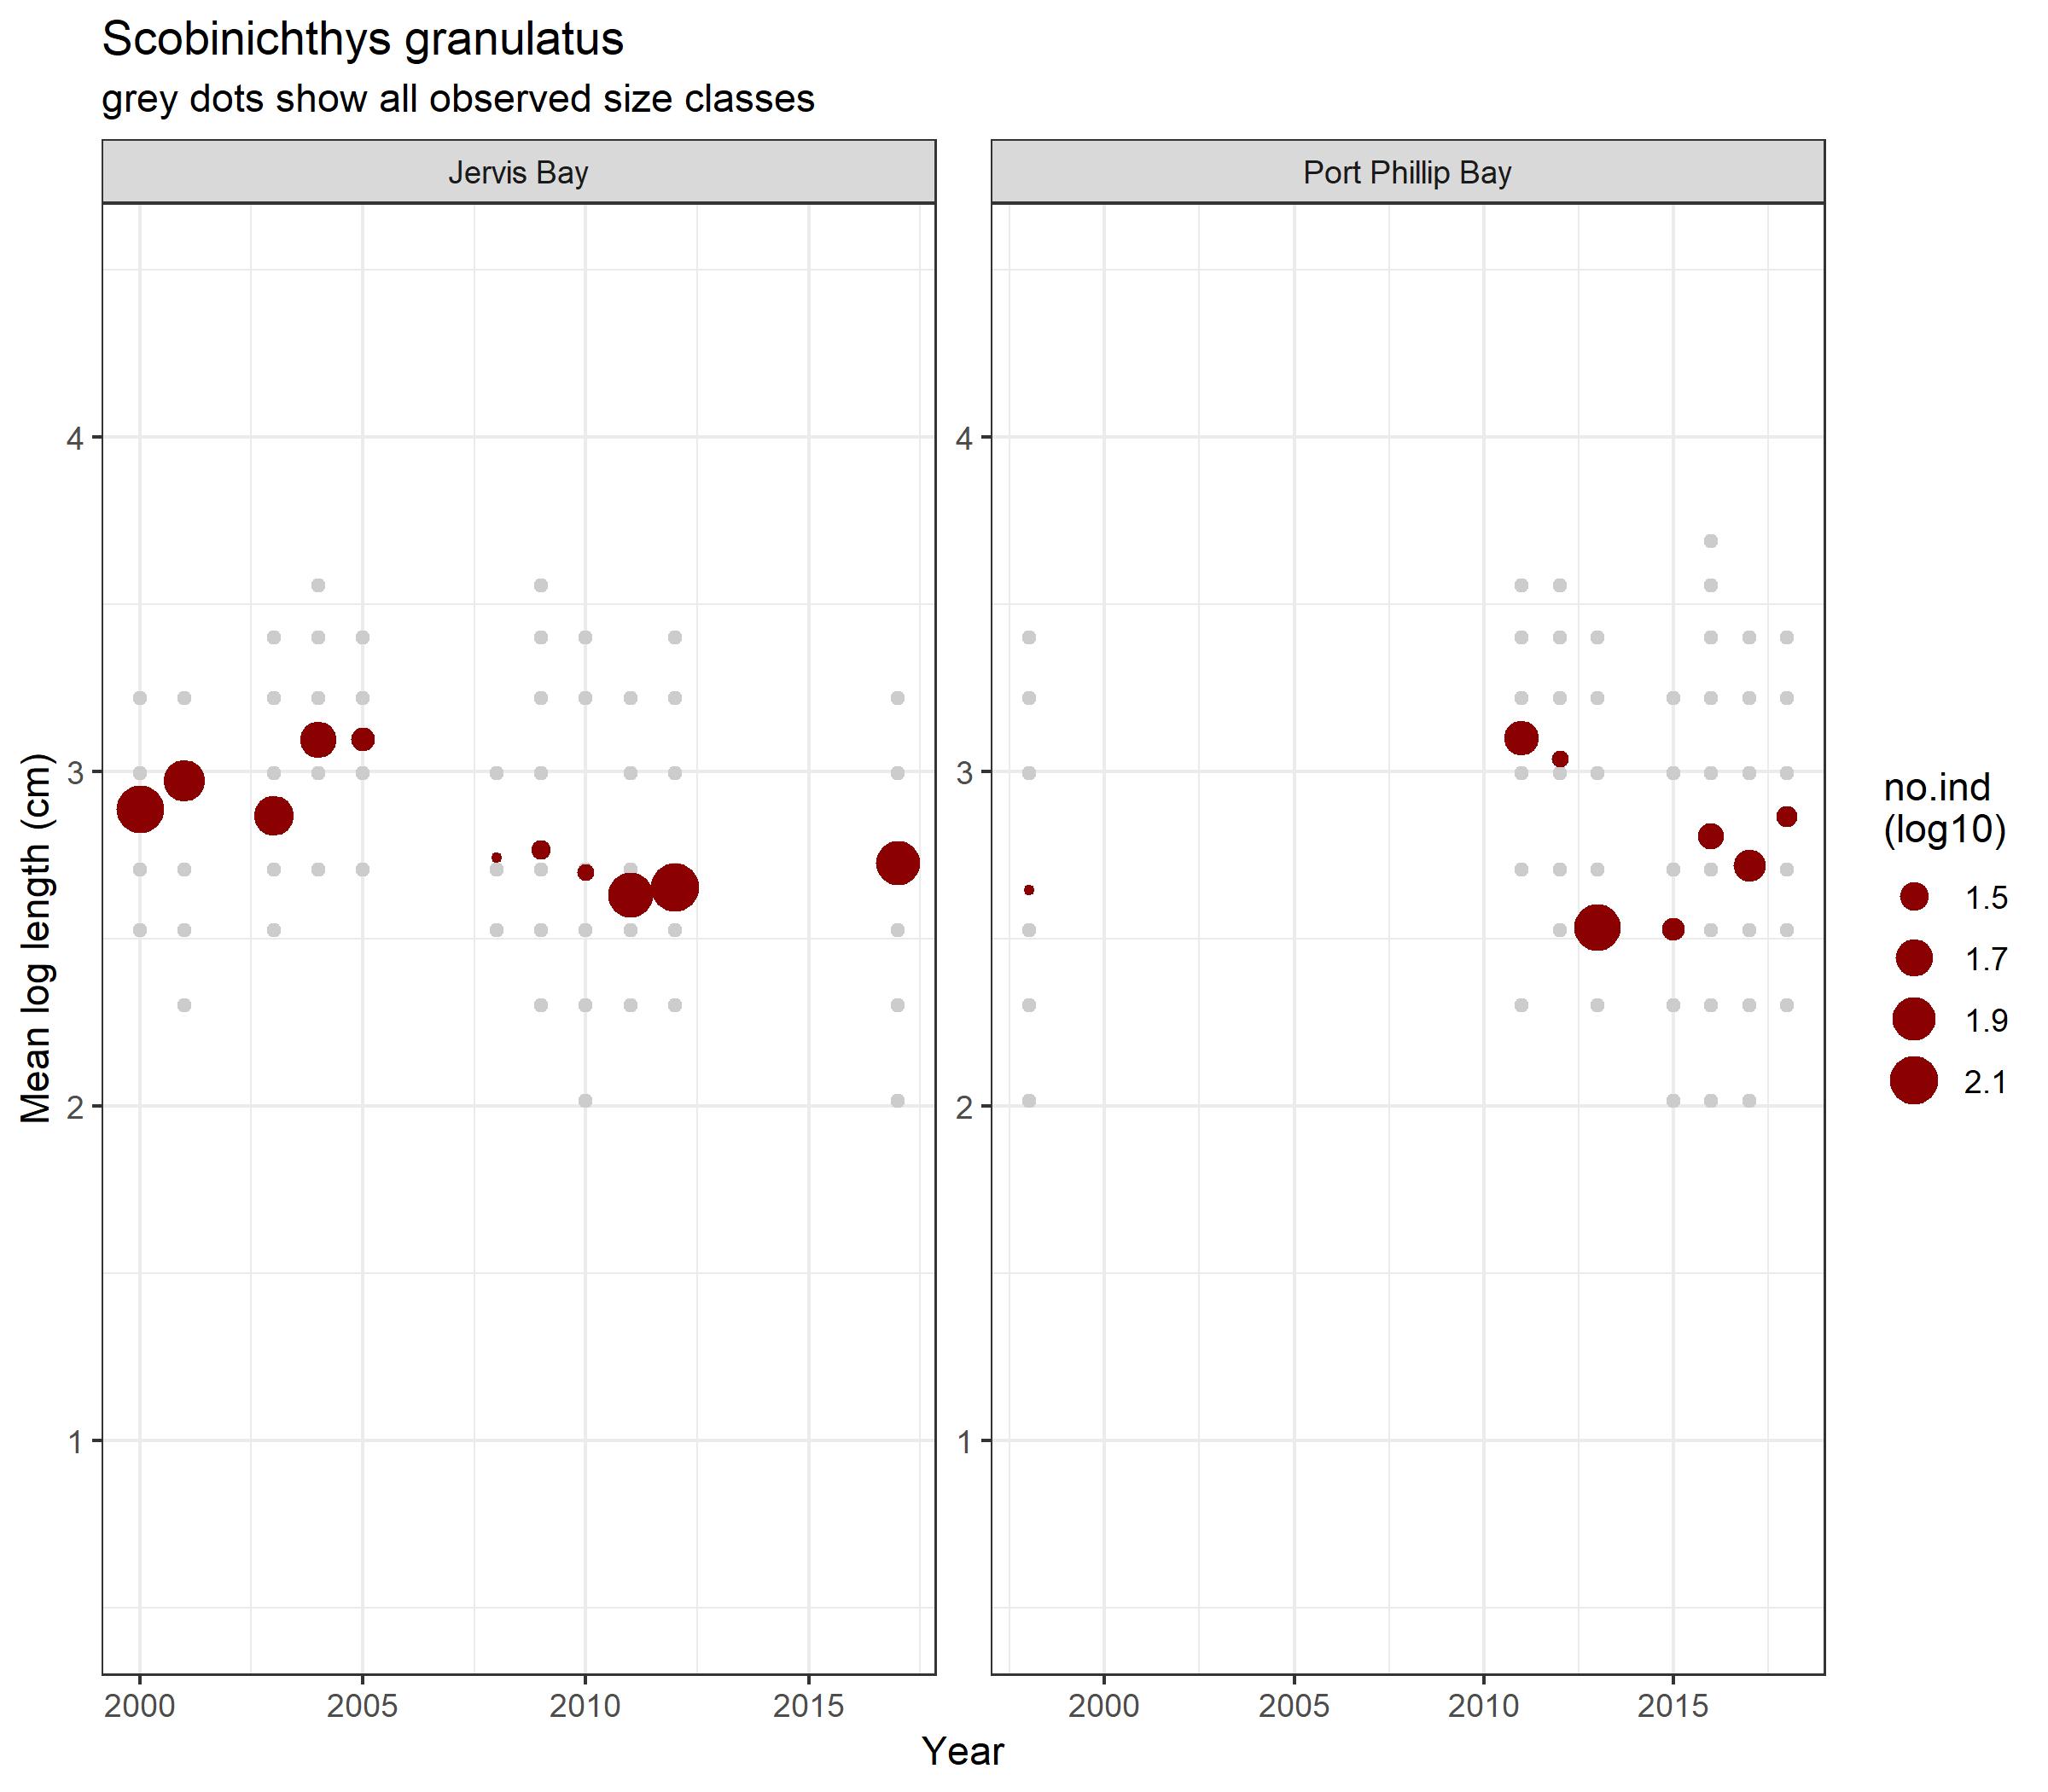 Scobinichthys granulatus
grey dots show all observed size classes
Jervis Bay
Port Phillip Bay
Mean log length (cm)
4
3
2
1
4
3
2
1
2000 2005 2010 2015
2000 2005 2010 2015
Year
no.ind
(log10)
1.5
1.7
1.9
2.1